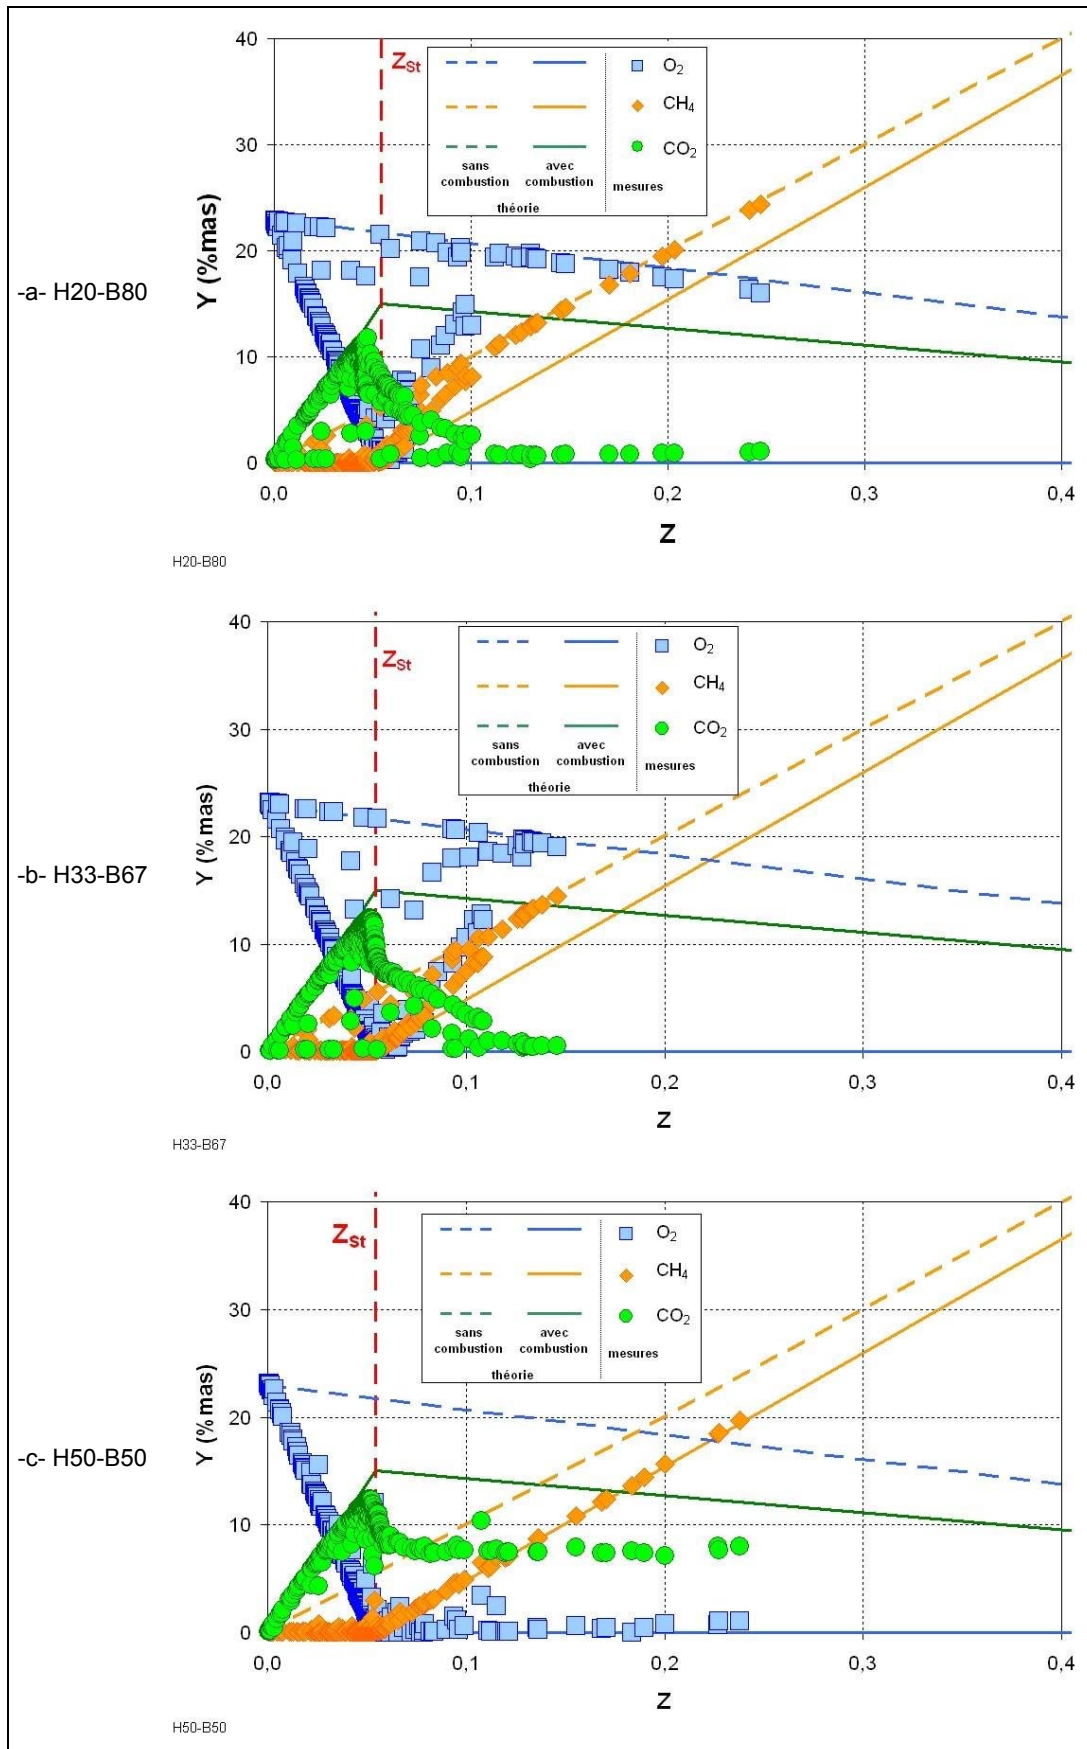 -a- H20-B80
Y (%mas)
40
30
20
10
0
Z_St
O₂
CH₄
CO₂
sans combustion
avec combustion
mesures
théorie
0,0 0,1 0,2 0,3 0,4
Z
H20-B80
-b- H33-B67
Y (%mas)
40
30
20
10
0
Z_St
O₂
CH₄
CO₂
sans combustion
avec combustion
mesures
théorie
0,0 0,1 0,2 0,3 0,4
Z
H33-B67
-c- H50-B50
Y (%mas)
40
30
20
10
0
Z_St
O₂
CH₄
CO₂
sans combustion
avec combustion
mesures
théorie
0,0 0,1 0,2 0,3 0,4
Z
H50-B50